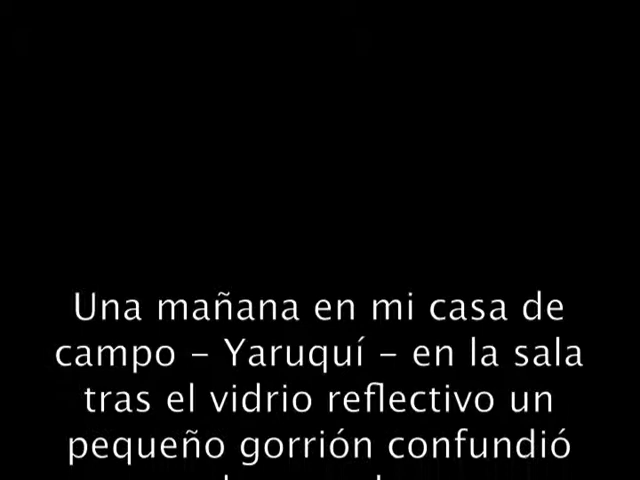 Una mañana en mi casa de
campo - Yaruquí - en la sala
tras el vidrio reflectivo un
pequeño gorrión confundió